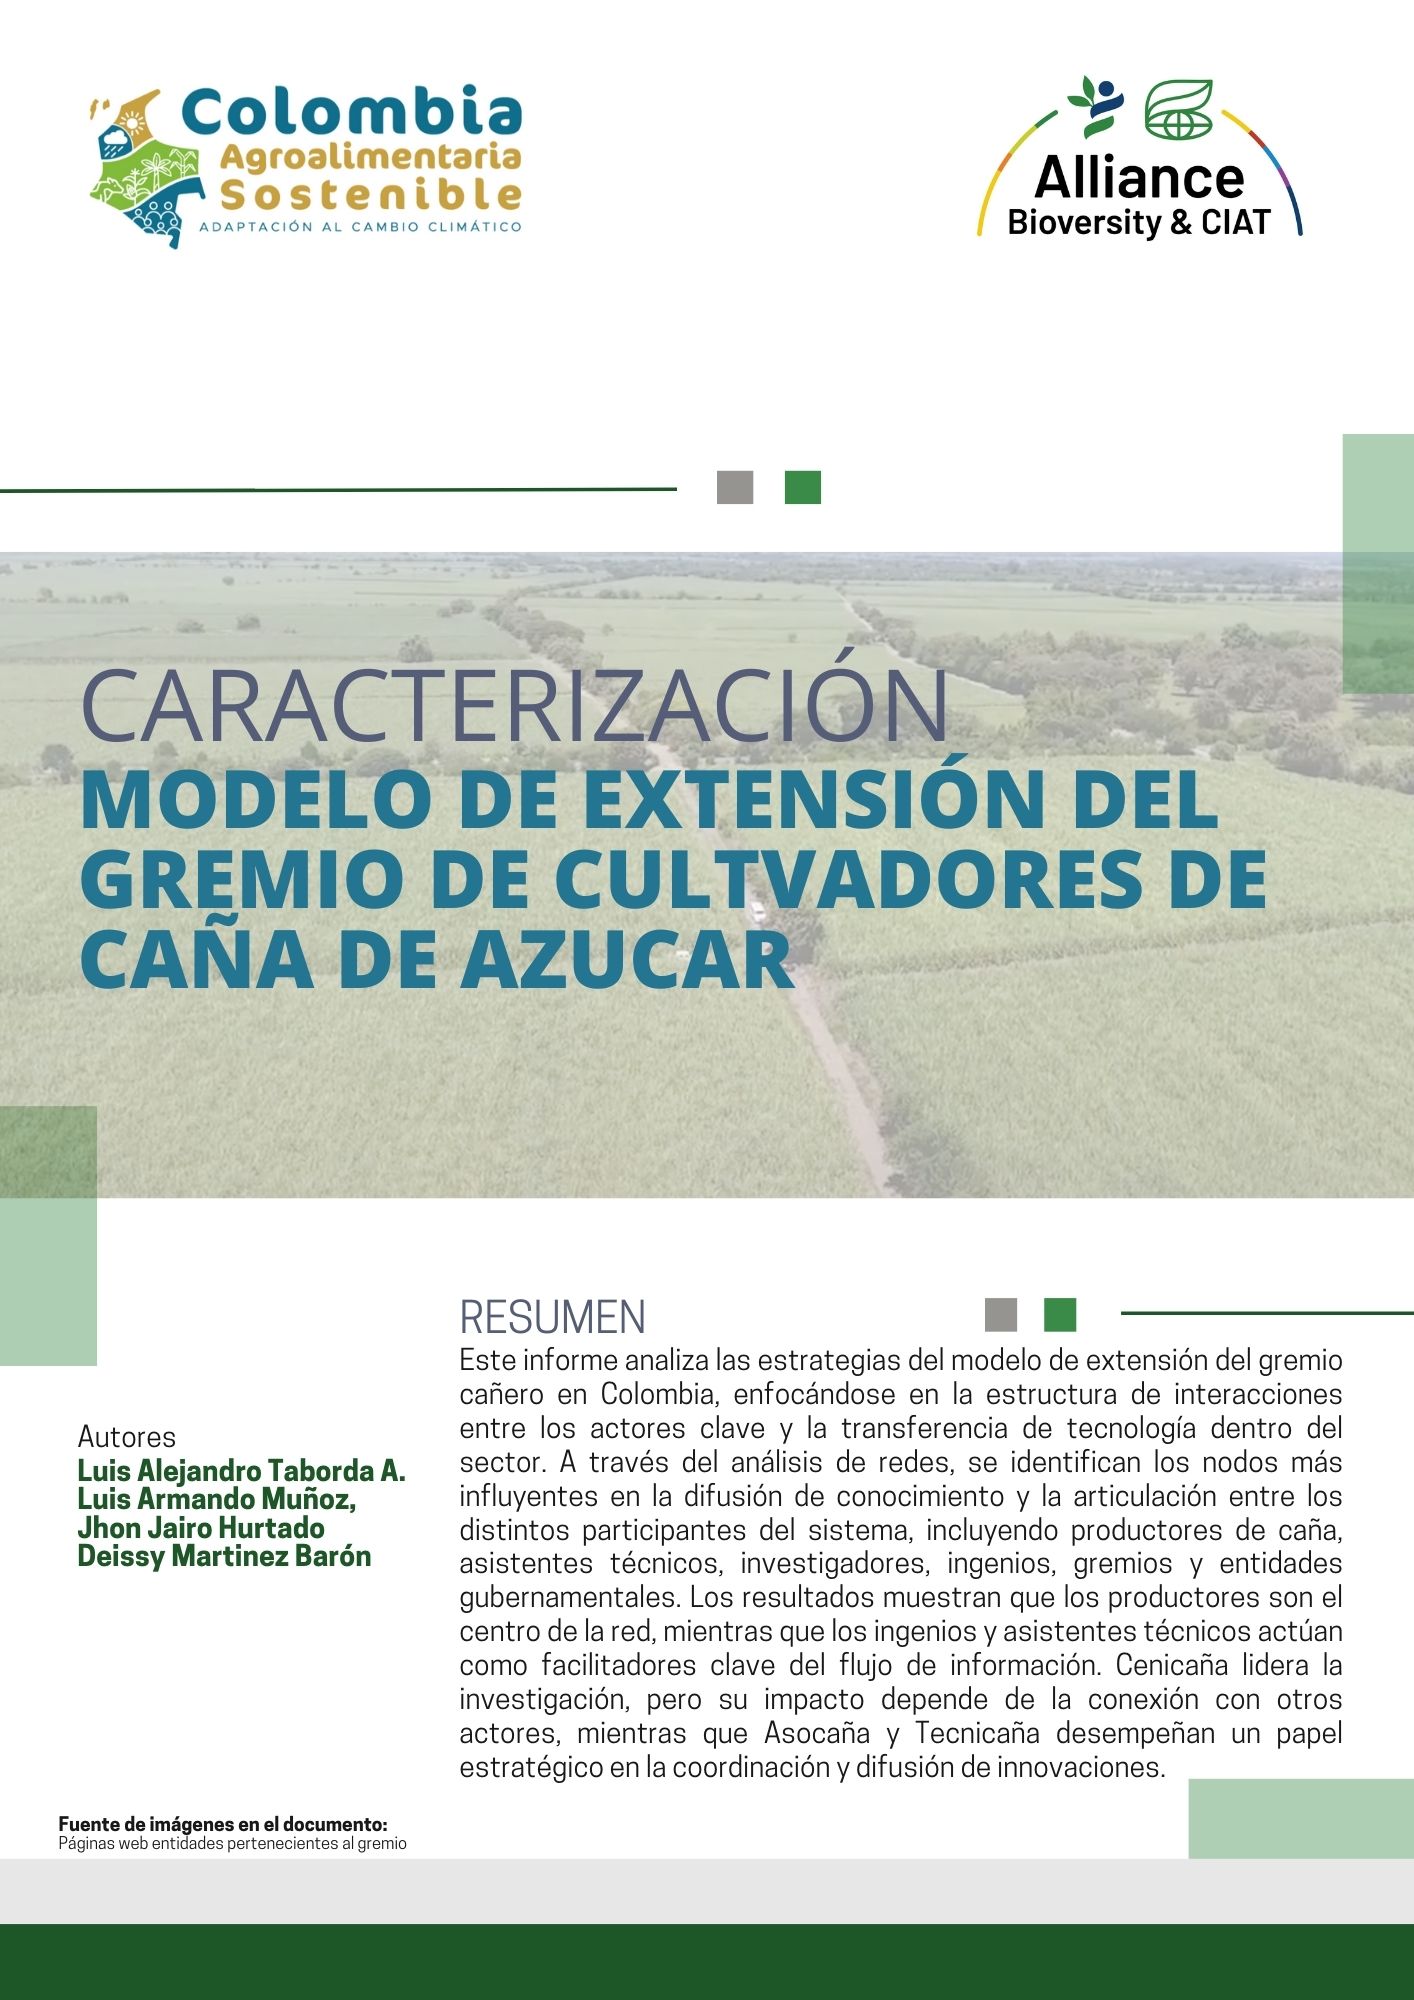 Colombia
Agroalimentaria
Sostenible
ADAPTACIÓN AL CAMBIO CLIMÁTICO
Alliance
Bioversity & CIAT
CARACTERIZACIÓN
MODELO DE EXTENSIÓN DEL
GREMIO DE CULTVADORES DE
CAÑA DE AZUCAR
RESUMEN
Este informe analiza las estrategias del modelo de extensión del gremio
cañero en Colombia, enfocándose en la estructura de interacciones
entre los actores clave y la transferencia de tecnología dentro del
sector. A través del análisis de redes, se identifican los nodos más
influyentes en la difusión de conocimiento y la articulación entre los
distintos participantes del sistema, incluyendo productores de caña,
asistentes técnicos, investigadores, ingenios, gremios y entidades
gubernamentales. Los resultados muestran que los productores son el
centro de la red, mientras que los ingenios y asistentes técnicos actúan
como facilitadores clave del flujo de información. Cenicaña lidera la
investigación, pero su impacto depende de la conexión con otros
actores, mientras que Asocaña y Tecnicaña desempeñan un papel
estratégico en la coordinación y difusión de innovaciones.
Autores
Luis Alejandro Taborda A.
Luis Armando Muñoz,
Jhon Jairo Hurtado
Deissy Martinez Barón
Fuente de imágenes en el documento:
Páginas web entidades pertenecientes al gremio